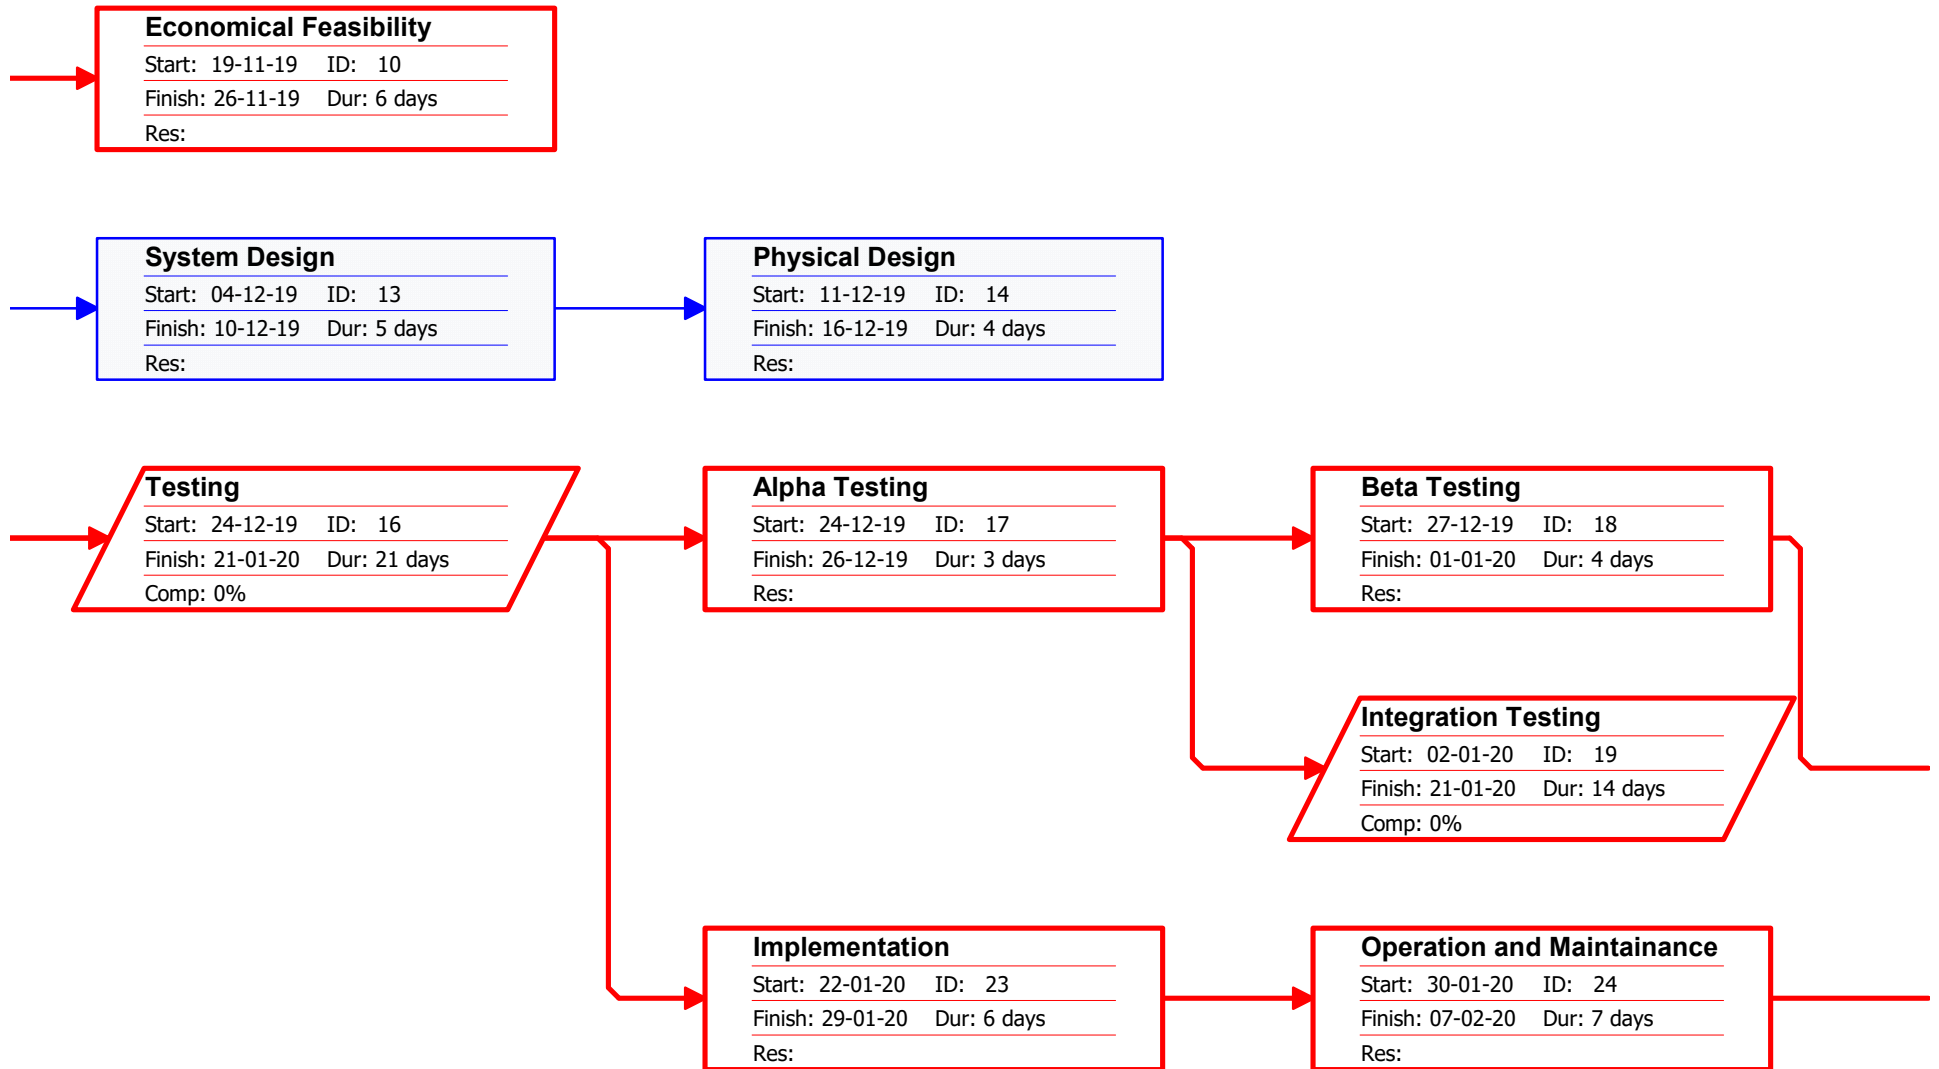 Economical Feasibility
Start: 19-11-19 ID: 10
Finish: 26-11-19 Dur: 6 days
Res:
System Design
Start: 04-12-19 ID: 13
Finish: 10-12-19 Dur: 5 days
Res:
Physical Design
Start: 11-12-19 ID: 14
Finish: 16-12-19 Dur: 4 days
Res:
Testing
Start: 24-12-19 ID: 16
Finish: 21-01-20 Dur: 21 days
Comp: 0%
Alpha Testing
Start: 24-12-19 ID: 17
Finish: 26-12-19 Dur: 3 days
Res:
Beta Testing
Start: 27-12-19 ID: 18
Finish: 01-01-20 Dur: 4 days
Res:
Integration Testing
Start: 02-01-20 ID: 19
Finish: 21-01-20 Dur: 14 days
Comp: 0%
Implementation
Start: 22-01-20 ID: 23
Finish: 29-01-20 Dur: 6 days
Res:
Operation and Maintainance
Start: 30-01-20 ID: 24
Finish: 07-02-20 Dur: 7 days
Res: